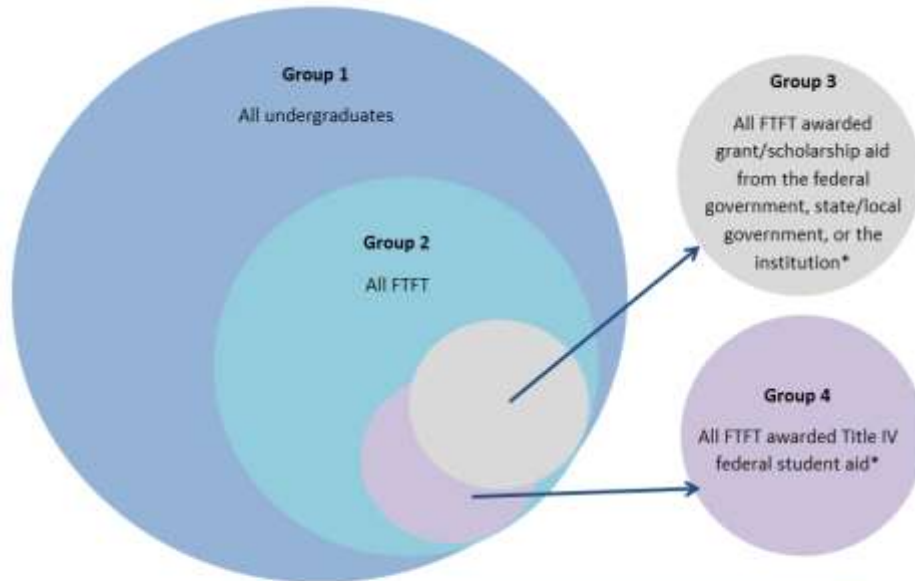 Group 1
All undergraduates
Group 2
All FTFT
Group 3
All FTFT awarded
grant/scholarship aid
from the federal
government, state/local
government, or the
institution*
Group 4
All FTFT awarded Title IV
federal student aid*